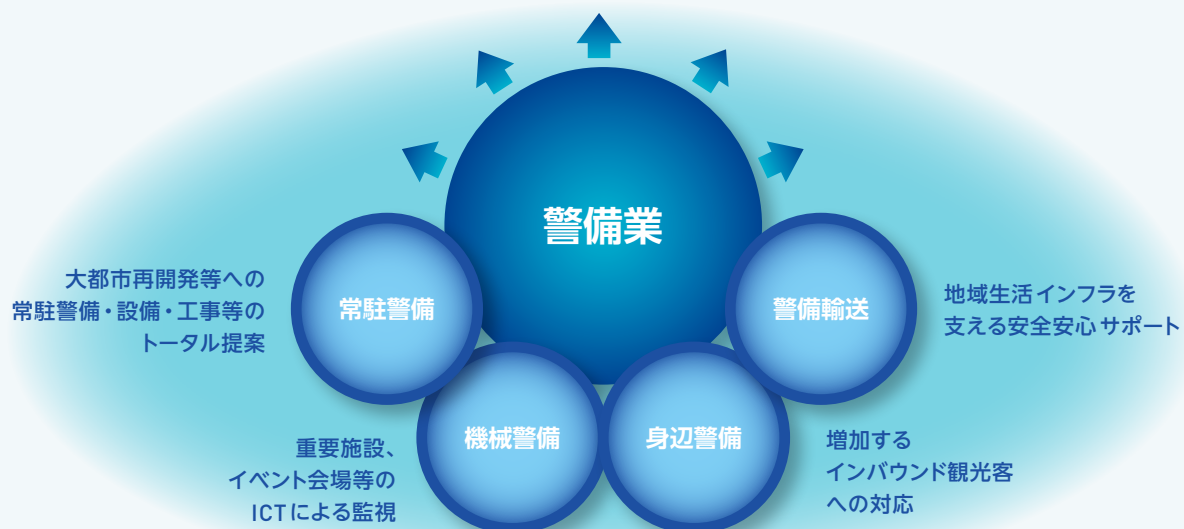 警備業
大都市再開発等への
常駐警備・設備・工事等の
トータル提案
常駐警備
警備輸送
地域生活インフラを
支える安全安心サポート
重要施設、
イベント会場等の
ICTによる監視
機械警備
身辺警備
増加する
インバウンド観光客
への対応